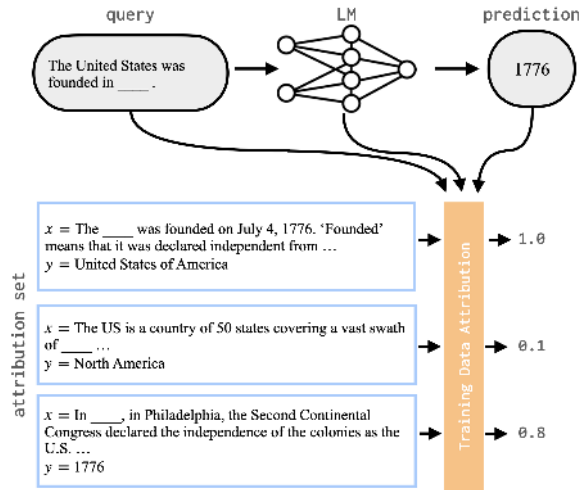 query
LM
prediction
The United States was
founded in ____ .
1776
attribution set
x = The ____ was founded on July 4, 1776. ‘Founded’
means that it was declared independent from …
y = United States of America
1.0
x = The US is a country of 50 states covering a vast swath
of ____ …
y = North America
0.1
x = In ____, in Philadelphia, the Second Continental
Congress declared the independence of the colonies as the
U.S. …
y = 1776
0.8
Training Data Attribution